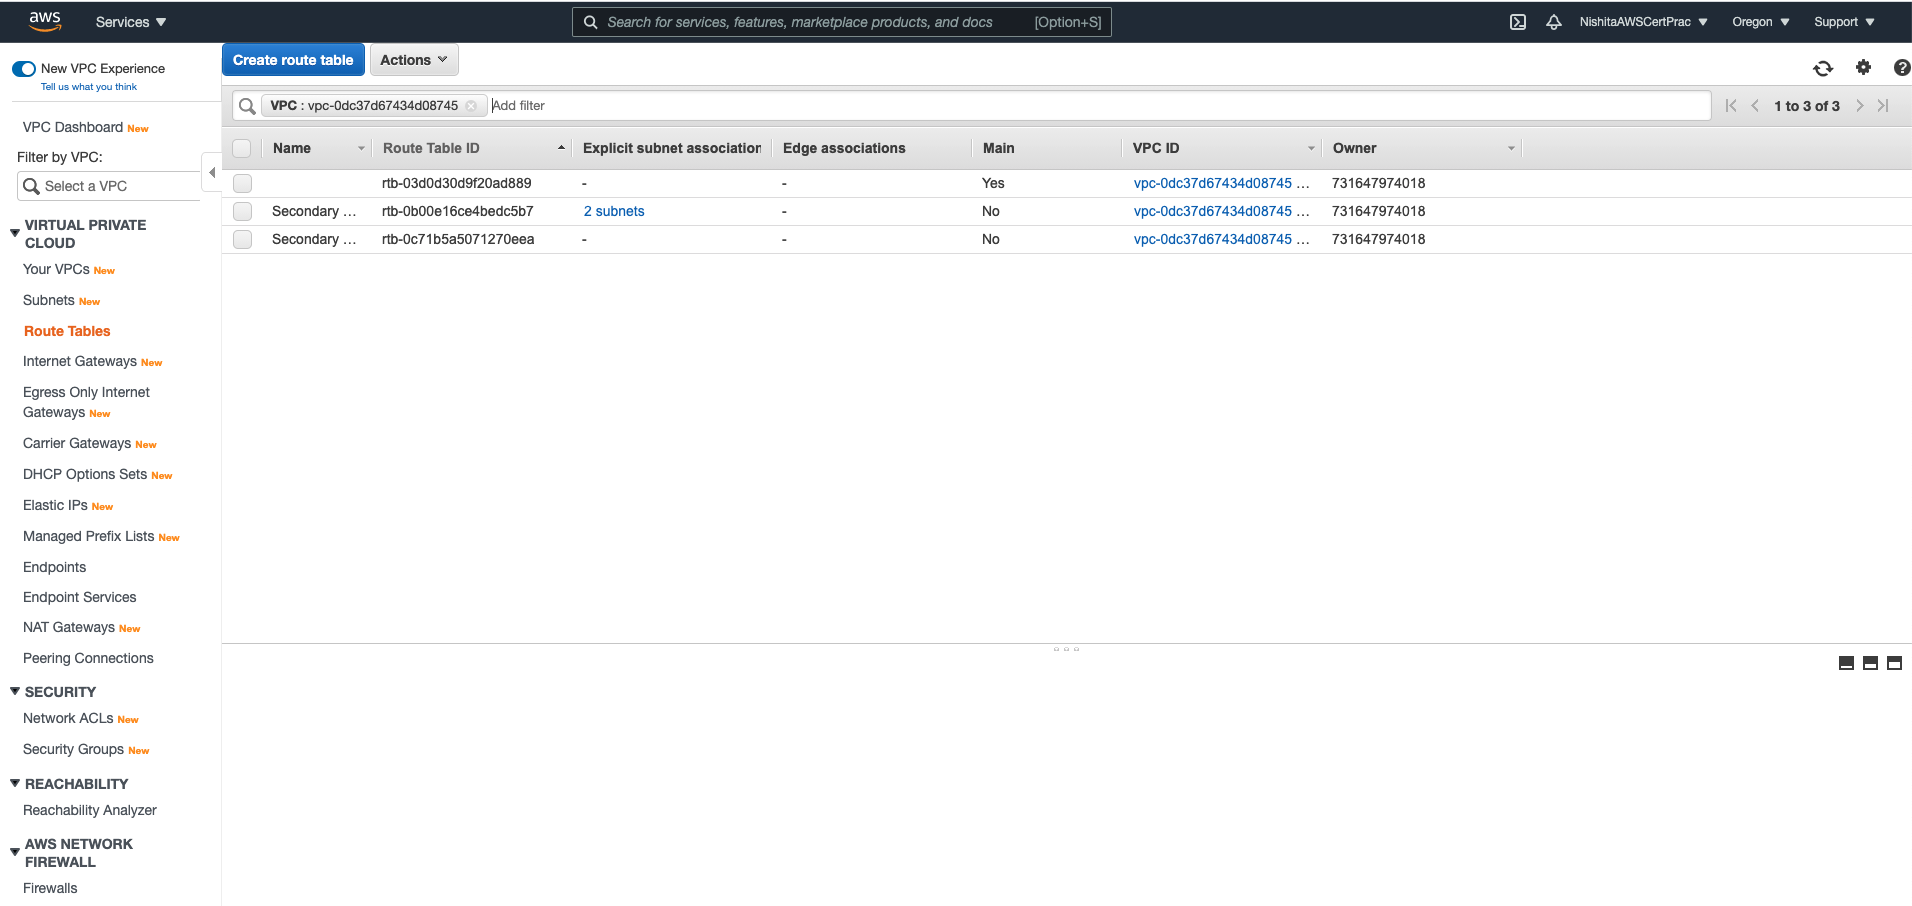 aws
Services
Search for services, features, marketplace products, and docs [Option+S]
NishitaAWSCertPrac
Oregon
Support
New VPC Experience
Tell us what you think
VPC Dashboard New
Filter by VPC:
Select a VPC
VIRTUAL PRIVATE
CLOUD
Your VPCs New
Subnets New
Route Tables
Internet Gateways New
Egress Only Internet
Gateways New
Carrier Gateways New
DHCP Options Sets New
Elastic IPs New
Managed Prefix Lists New
Endpoints
Endpoint Services
NAT Gateways New
Peering Connections
SECURITY
Network ACLs New
Security Groups New
REACHABILITY
Reachability Analyzer
AWS NETWORK
FIREWALL
Firewalls
Create route table Actions
VPC : vpc-0dc37d67434d08745 Add filter
1 to 3 of 3
Name Route Table ID Explicit subnet association Edge associations Main VPC ID Owner
rtb-03d0d30d9f20ad889 - - Yes vpc-0dc37d67434d08745 ... 731647974018
Secondary ... rtb-0b00e16ce4bedc5b7 2 subnets - No vpc-0dc37d67434d08745 ... 731647974018
Secondary ... rtb-0c71b5a5071270eea - - No vpc-0dc37d67434d08745 ... 731647974018